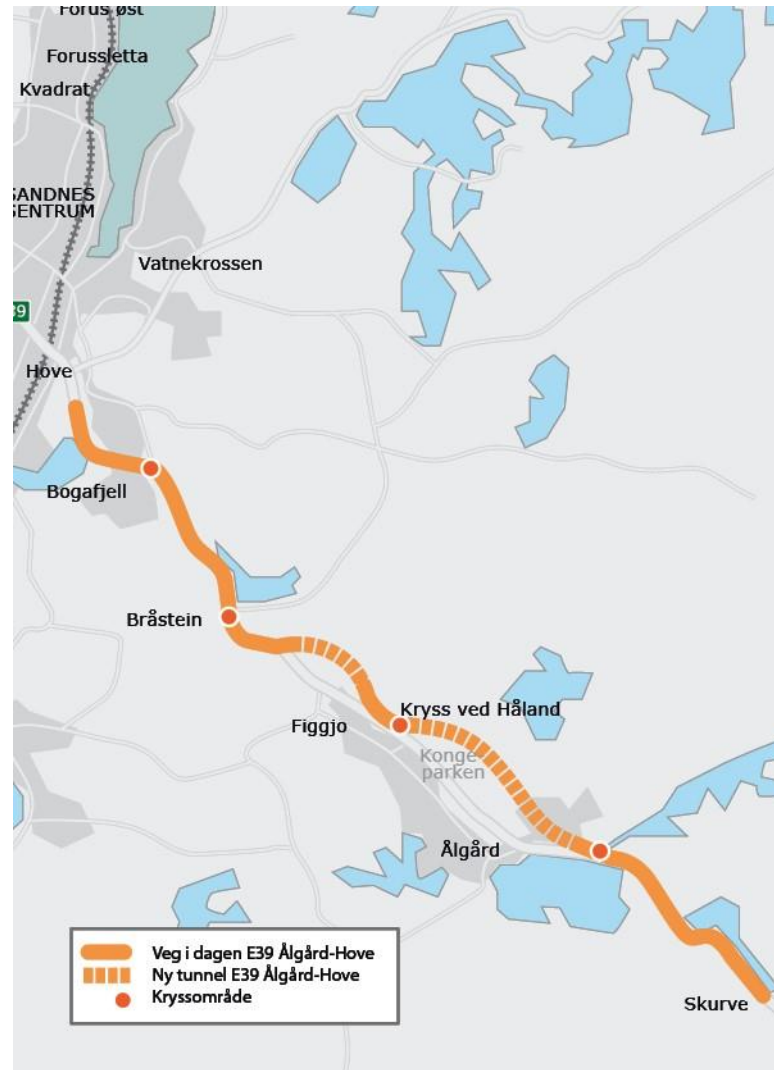 Forus øst
Forussletta
Kvadrat
SANDNES
SENTRUM
Vatnekrossen
39
Hove
Bogafjell
Bråstein
Kryss ved Håland
Figgjo
Konge
parken
Ålgård
Veg i dagen E39 Ålgård-Hove
Ny tunnel E39 Ålgård-Hove
Kryssområde
Skurve